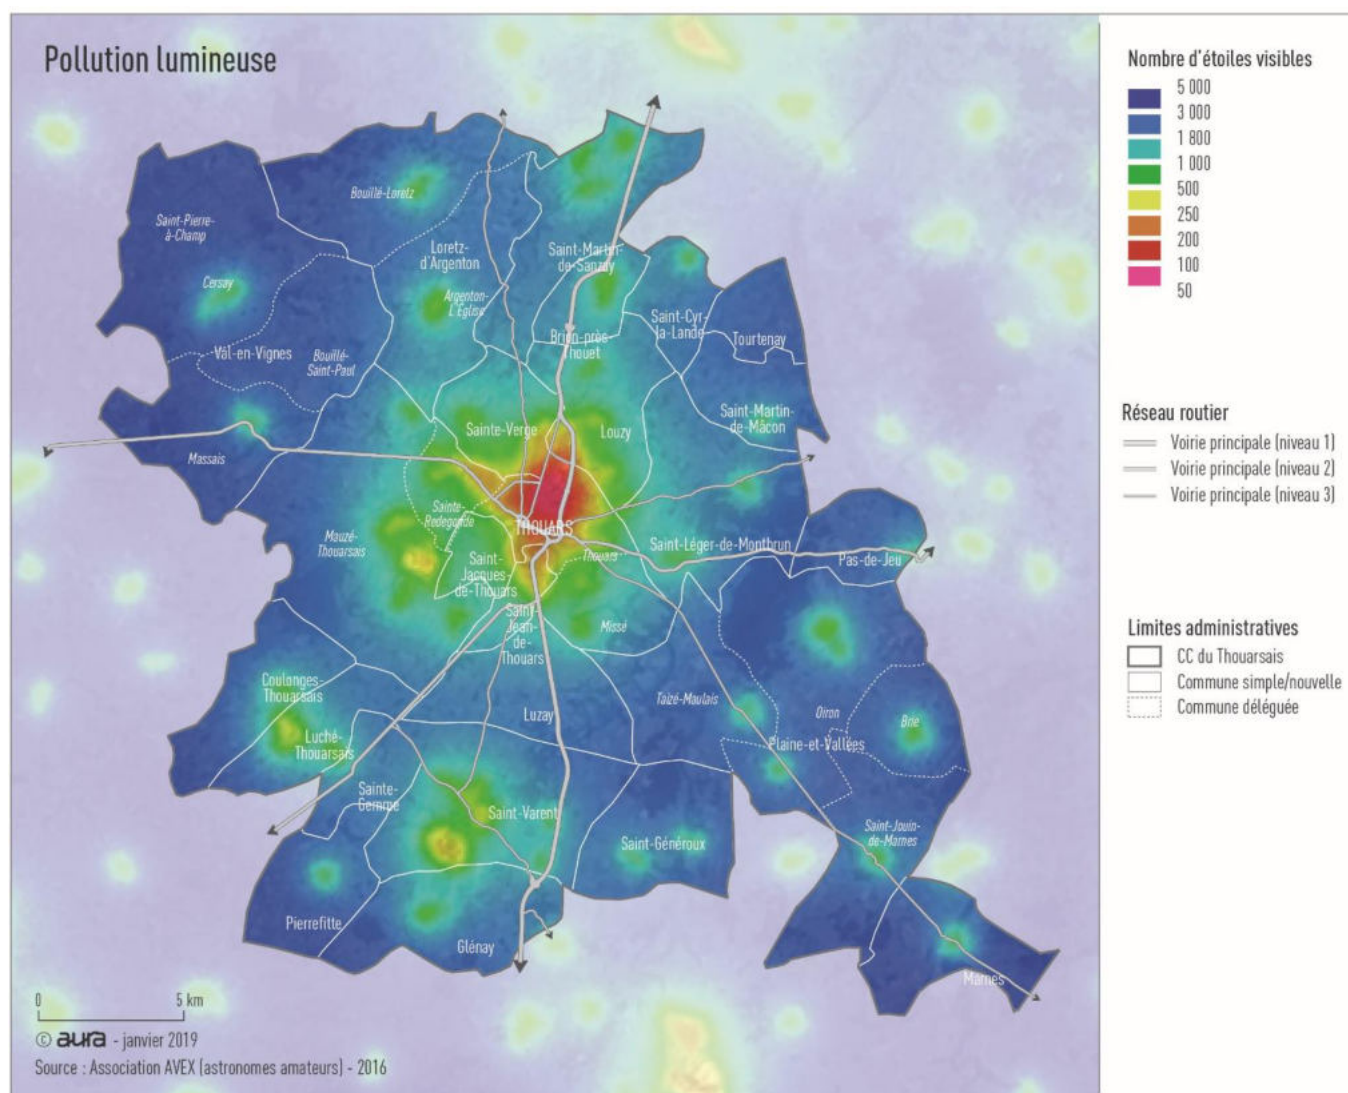 Pollution lumineuse
Bouillé-Loretz
Saint-Pierre-
à-Champ
Loretz-
d'Argenton
Saint-Martin-
de-Sanzay
Cersay
Argenton-
L'Eglise
Saint-Cyr-
la-Lande
Tourtenay
Brion-près-
Thouet
Val-en-Vignes
Bouillé-
Saint-Paul
Saint-Martin-
de-Mâcon
Sainte-Verge
Louzy
Massais
Sainte-
Radegonde
THOUARS
Mauzé-
Thouarsais
Thouars
Saint-Léger-de-Montbrun
Pas-de-Jeu
Saint-
Jacques-
de-Thouars
Saint-
Jean-
de-
Thouars
Missé
Coulonges-
Thouarsais
Taizé-Maulais
Luzay
Oiron
Brie
Luché-
Thouarsais
Plaine-et-Vallées
Sainte-
Gemme
Saint-Varent
Saint-Généroux
Saint-Jouin-
de-Marnes
Pierrefitte
Glénay
Marnes
0 5 km
© aura - janvier 2019
Source : Association AVEX (astronomes amateurs) - 2016
Nombre d'étoiles visibles
5 000
3 000
1 800
1 000
500
250
200
100
50
Réseau routier
Voirie principale (niveau 1)
Voirie principale (niveau 2)
Voirie principale (niveau 3)
Limites administratives
CC du Thouarsais
Commune simple/nouvelle
Commune déléguée